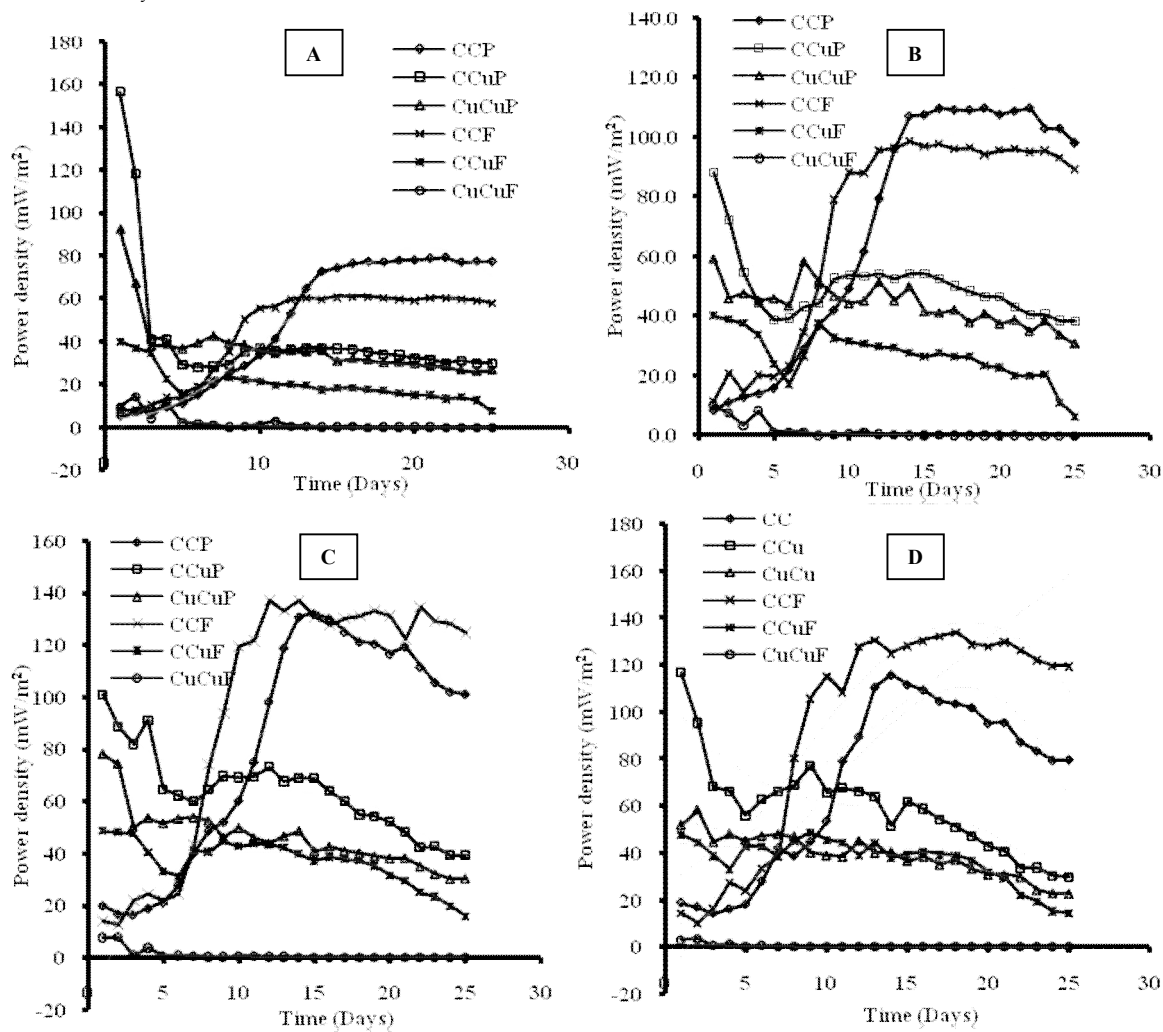 A
180
160
140
120
100
80
60
40
20
0
-20
0
10
20
30
Power density (mW/m²)
Time (Days)
CCP
CCuP
CuCuP
CCF
CCuF
CuCuF
B
140.0
120.0
100.0
80.0
60.0
40.0
20.0
0.0
0
5
10
15
20
25
30
Power density (mW/m²)
Time (Days)
CCP
CCuP
CuCuP
CCF
CCuF
CuCuF
C
160
140
120
100
80
60
40
20
0
-20
0
5
10
15
20
25
30
Power density (mW/m²)
Time (Days)
CCP
CCuP
CuCuP
CCF
CCuF
CuCuF
D
180
160
140
120
100
80
60
40
20
0
-20
0
5
10
15
20
25
30
Power density (mW/m²)
Time (Days)
CC
CCu
CuCu
CCF
CCuF
CuCuF